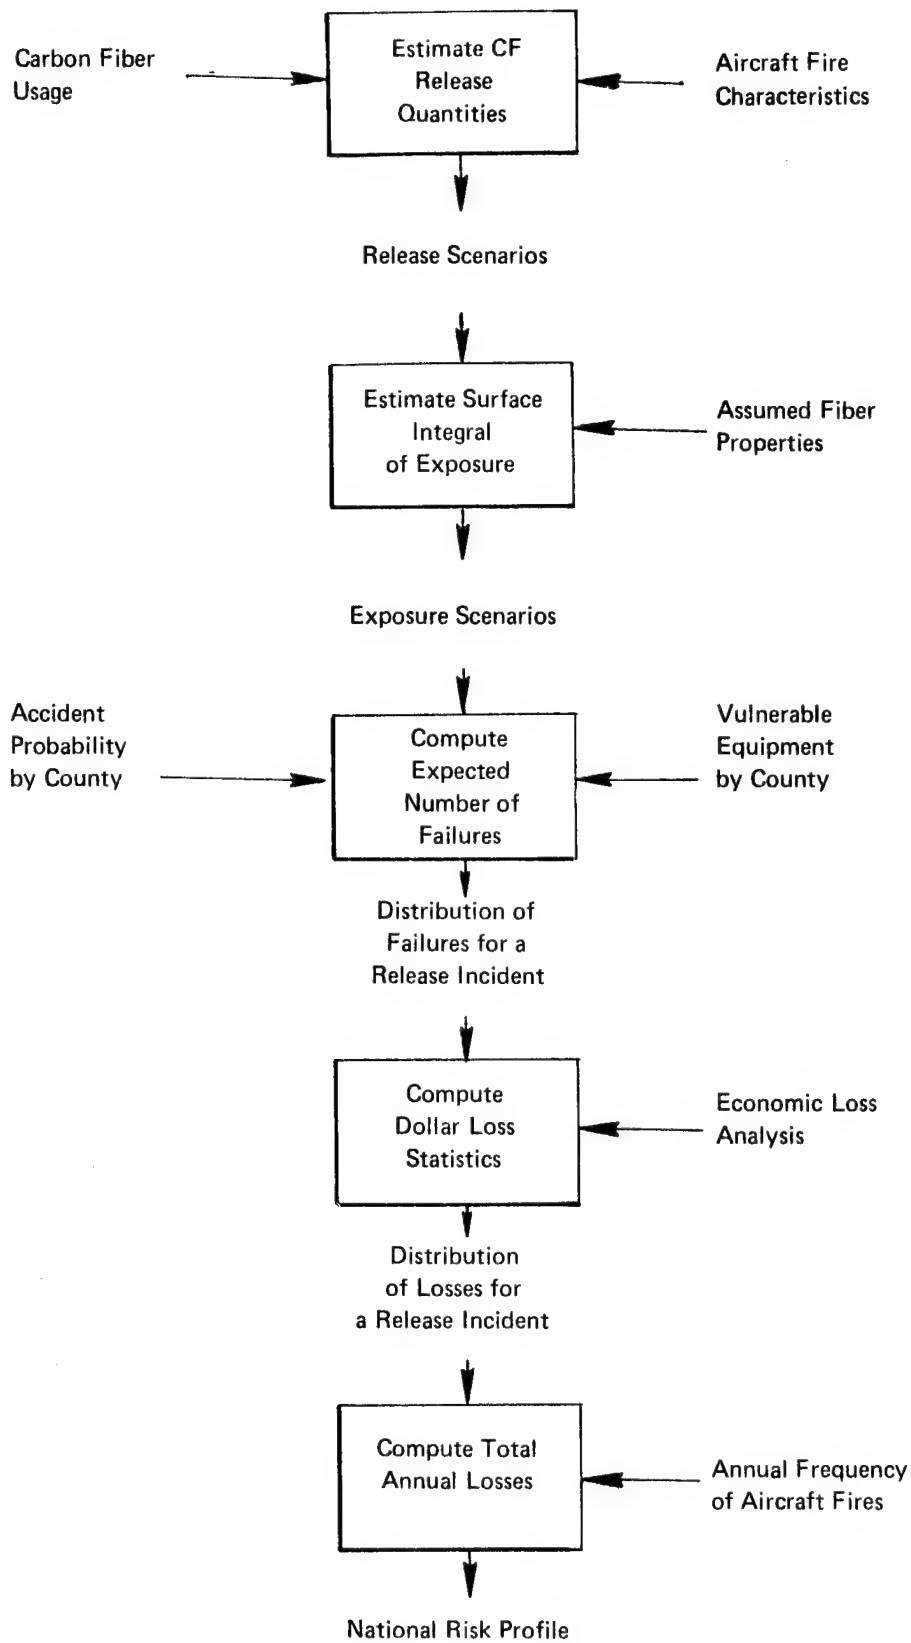 Carbon Fiber
Usage
Estimate CF
Release
Quantities
Aircraft Fire
Characteristics
Release Scenarios
Estimate Surface
Integral
of Exposure
Assumed Fiber
Properties
Exposure Scenarios
Accident
Probability
by County
Compute
Expected
Number of
Failures
Vulnerable
Equipment
by County
Distribution of
Failures for a
Release Incident
Compute
Dollar Loss
Statistics
Economic Loss
Analysis
Distribution
of Losses for
a Release Incident
Compute Total
Annual Losses
Annual Frequency
of Aircraft Fires
National Risk Profile